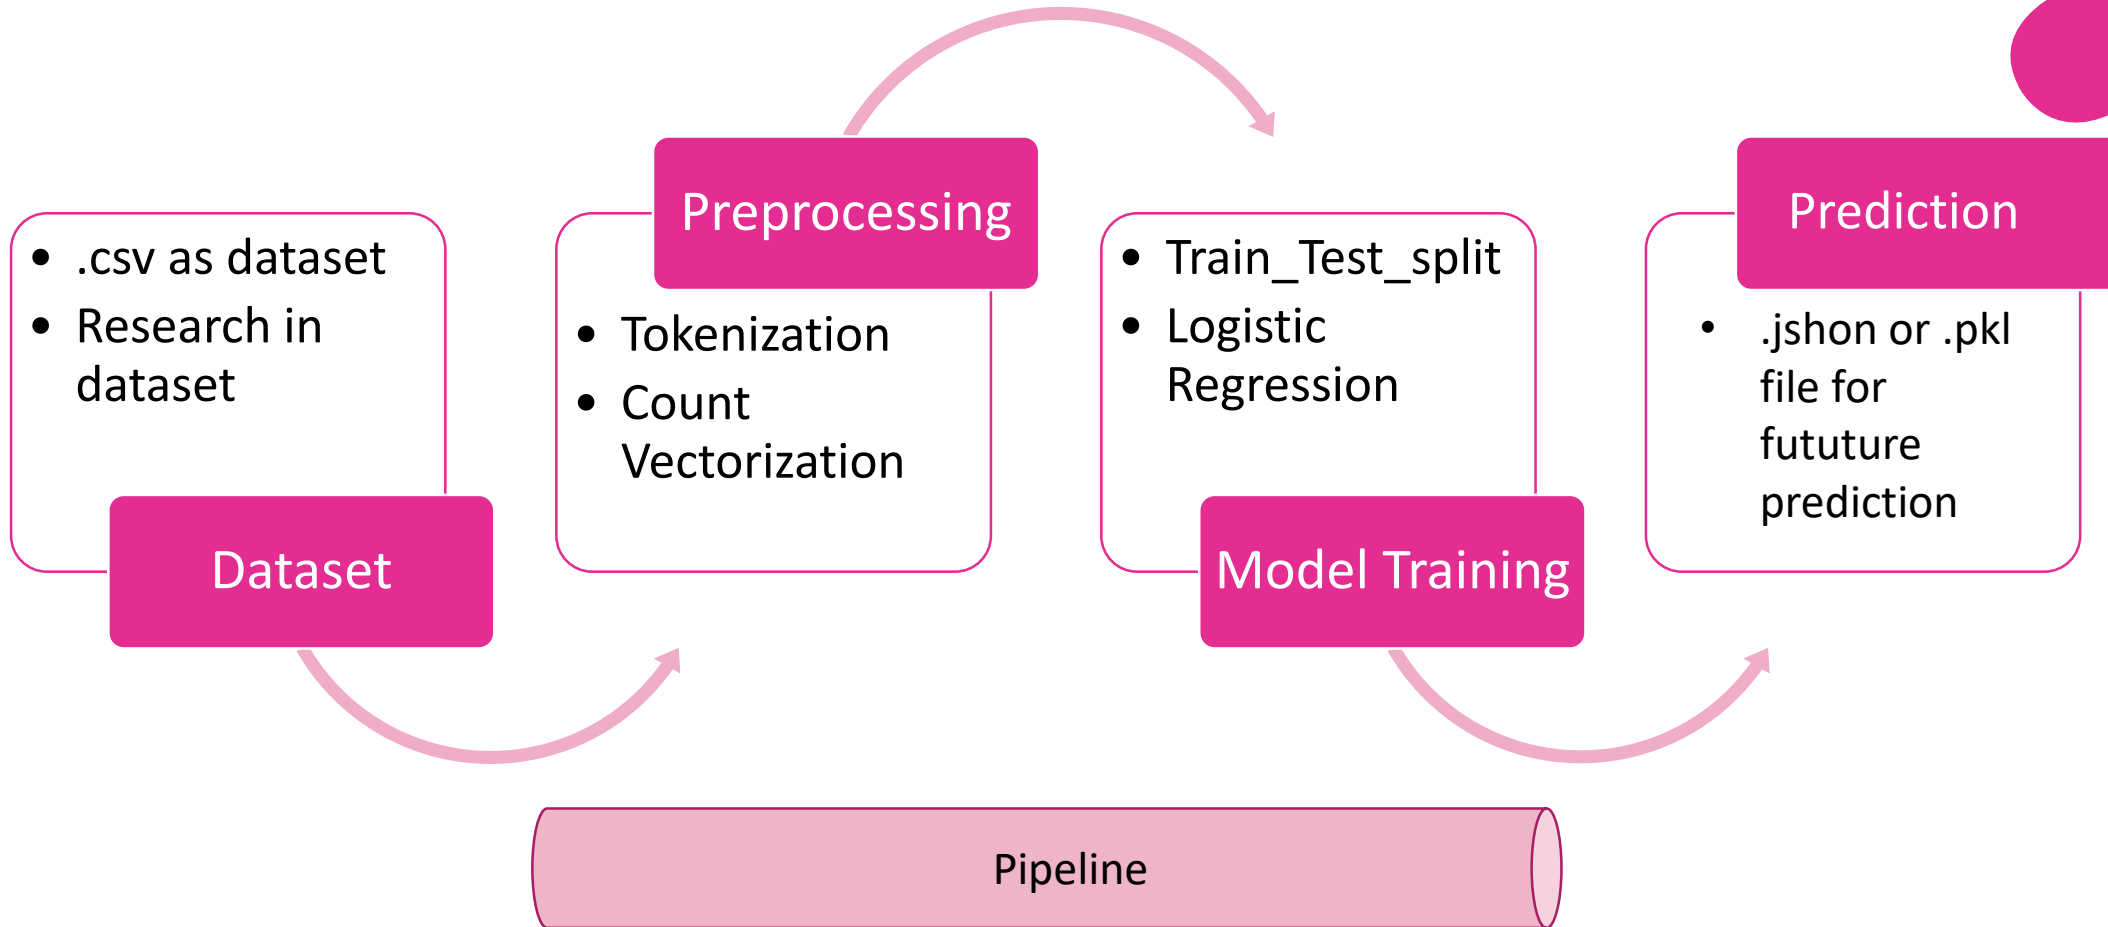 • .csv as dataset
• Research in
dataset
Dataset
Preprocessing
• Tokenization
• Count
Vectorization
• Train_Test_split
• Logistic
Regression
Model Training
Prediction
• .jshon or .pkl
file for
fututure
prediction
Pipeline